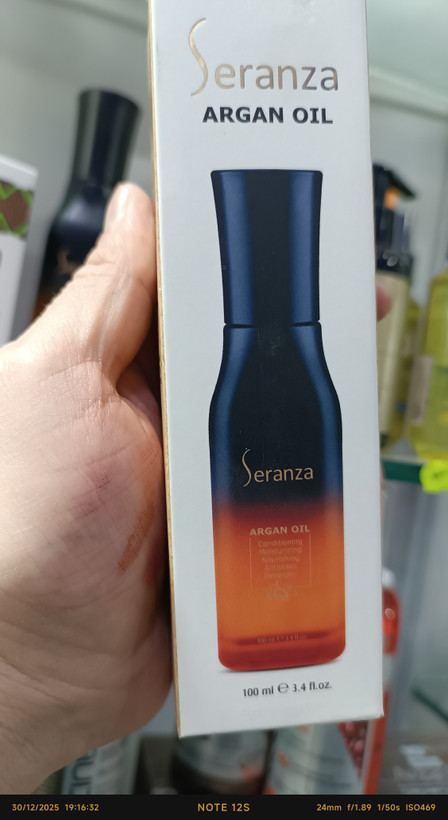 Seranza
ARGAN OIL
Seranza
ARGAN OIL
Conditioning
Moisturizing
Nourishing
100 ml ℮ 3.4 fl.oz.
30/12/2025 19:16:32
NOTE 12S
24mm f/1.89 1/50s ISO469